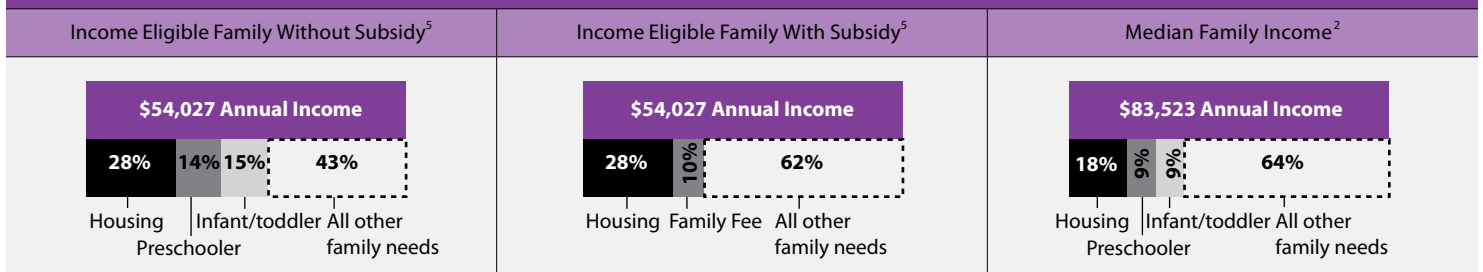 Income Eligible Family Without Subsidy5
$54,027 Annual Income
28% 14% 15% 43%
Housing Infant/toddler All other
Preschooler family needs
Income Eligible Family With Subsidy5
$54,027 Annual Income
28% 10% 62%
Housing Family Fee All other
family needs
Median Family Income2
$83,523 Annual Income
18% 9% 9% 64%
Housing Infant/toddler All other
Preschooler family needs